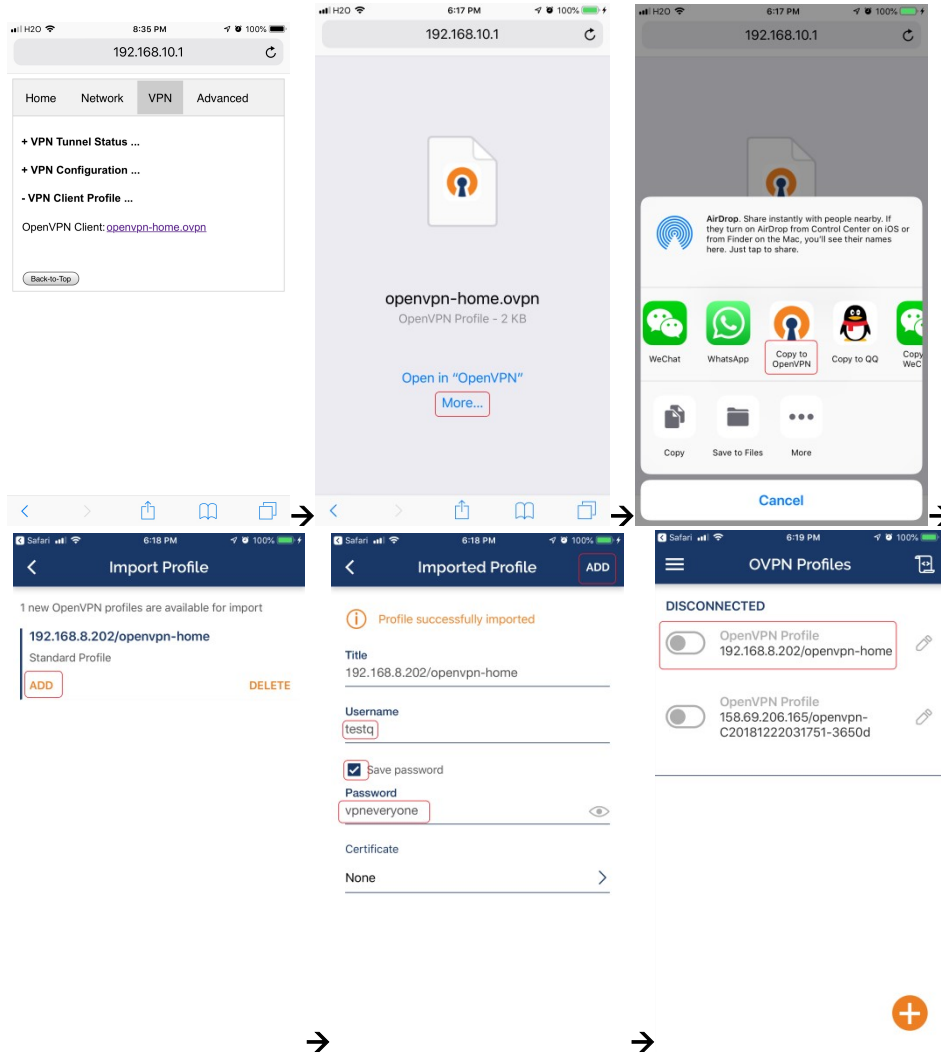 H2O 8:35 PM 100%
192.168.10.1
Home Network VPN Advanced
+ VPN Tunnel Status ...
+ VPN Configuration ...
- VPN Client Profile ...
OpenVPN Client: openvpn-home.ovpn
Back-to-Top
H2O 6:17 PM 100%
192.168.10.1
openvpn-home.ovpn
OpenVPN Profile - 2 KB
Open in "OpenVPN"
More...
H2O 6:17 PM 100%
192.168.10.1
AirDrop. Share instantly with people nearby. If
they turn on AirDrop from Control Center on iOS or
from Finder on the Mac, you'll see their names
here. Just tap to share.
WeChat
WhatsApp
Copy to
OpenVPN
Copy to QQ
Copy
WeC
Copy
Save to Files
More
Cancel
Safari 6:18 PM 100%
Import Profile
1 new OpenVPN profiles are available for import
192.168.8.202/openvpn-home
Standard Profile
ADD DELETE
Safari 6:18 PM 100%
Imported Profile ADD
Profile successfully imported
Title
192.168.8.202/openvpn-home
Username
testq
Save password
Password
vpneveryone
Certificate
None
Safari 6:19 PM 100%
OVPN Profiles
DISCONNECTED
OpenVPN Profile
192.168.8.202/openvpn-home
OpenVPN Profile
158.69.206.165/openvpn-
C20181222031751-3650d